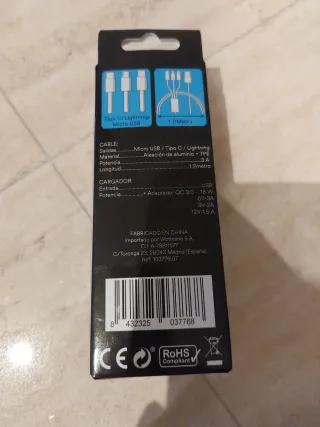 Tipo C/Lightning
Micro USB
1.2Metro
CABLE:
Salidas Micro USB / Tipo C / Lightning
Material Aleación de aluminio + TPE
Potencia 3 A
Longitud 1.2metro
CARGADOR
Entrada USB
Potencia + Adaptador QC 3.0 - 18 W
5V-3A
9V-2A
12V-1.5 A
FABRICADO EN CHINA
Importado por
C/Toronga 23, 28043 Madrid (España)
Ref:
8 432325 037768
CE
RoHS
Compliant